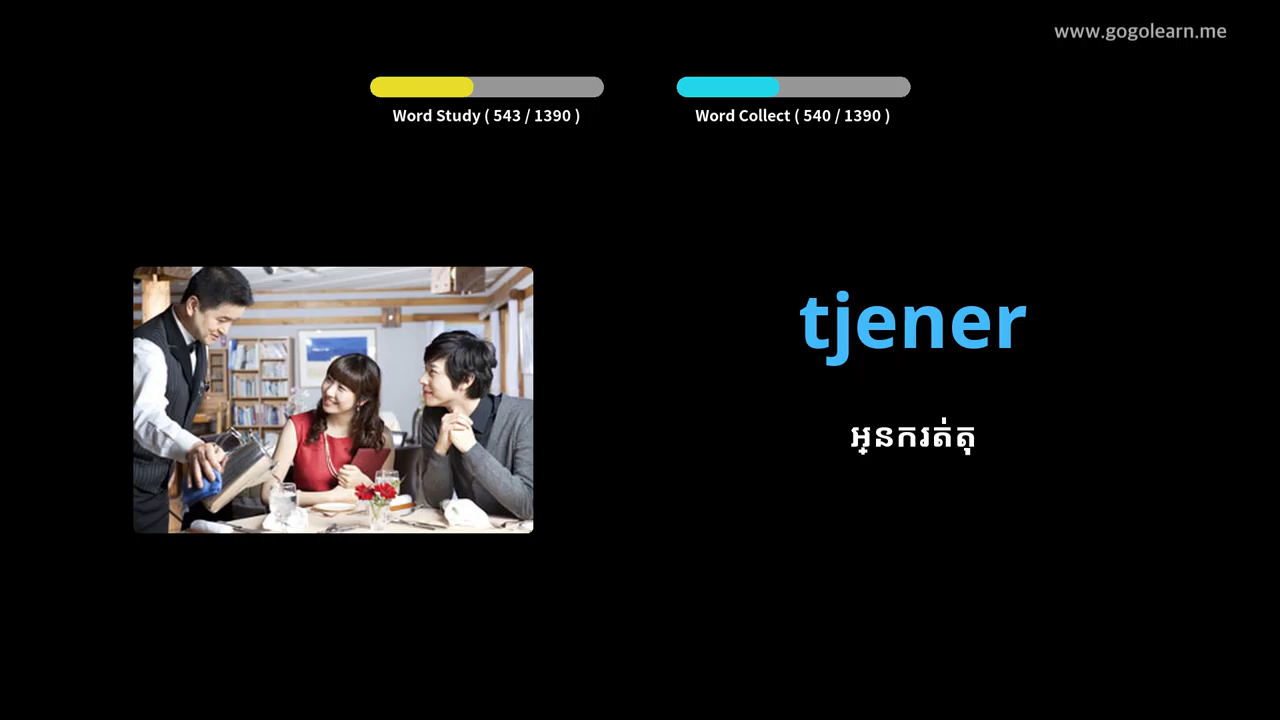 www.gogolearn.me
Word Study ( 543 / 1390 )
Word Collect ( 540 / 1390 )
tjener
អ្នករត់តុ